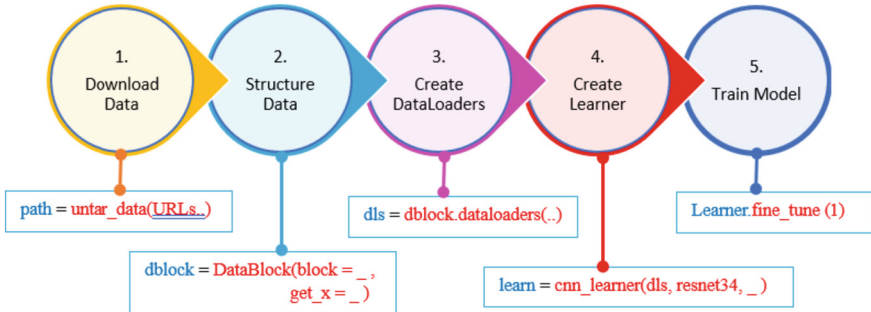 1.
Download
Data
2.
Structure
Data
3.
Create
DataLoaders
4.
Create
Learner
5.
Train Model
path = untar_data(URLs..)
dblock = DataBlock(block = _ ,
get_x = _ )
dls = dblock.dataloaders(..)
learn = cnn_learner(dls, resnet34, _ )
Learner.fine_tune (1)